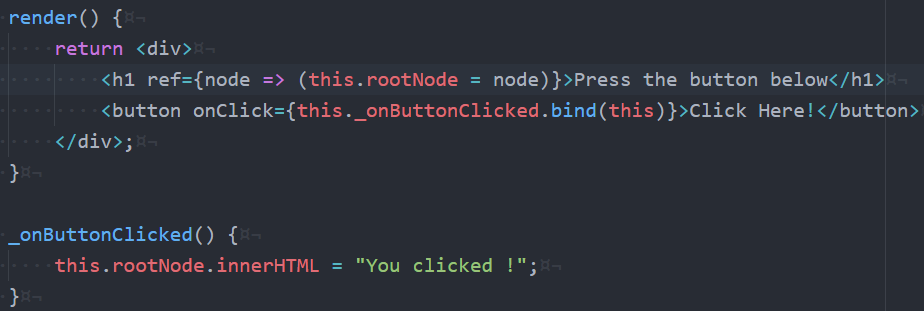 render() {
return <div>
<h1 ref={node => (this.rootNode = node)}>Press the button below</h1>
<button onClick={this._onButtonClicked.bind(this)}>Click Here!</button>
</div>;
}
_onButtonClicked() {
this.rootNode.innerHTML = "You clicked !";
}